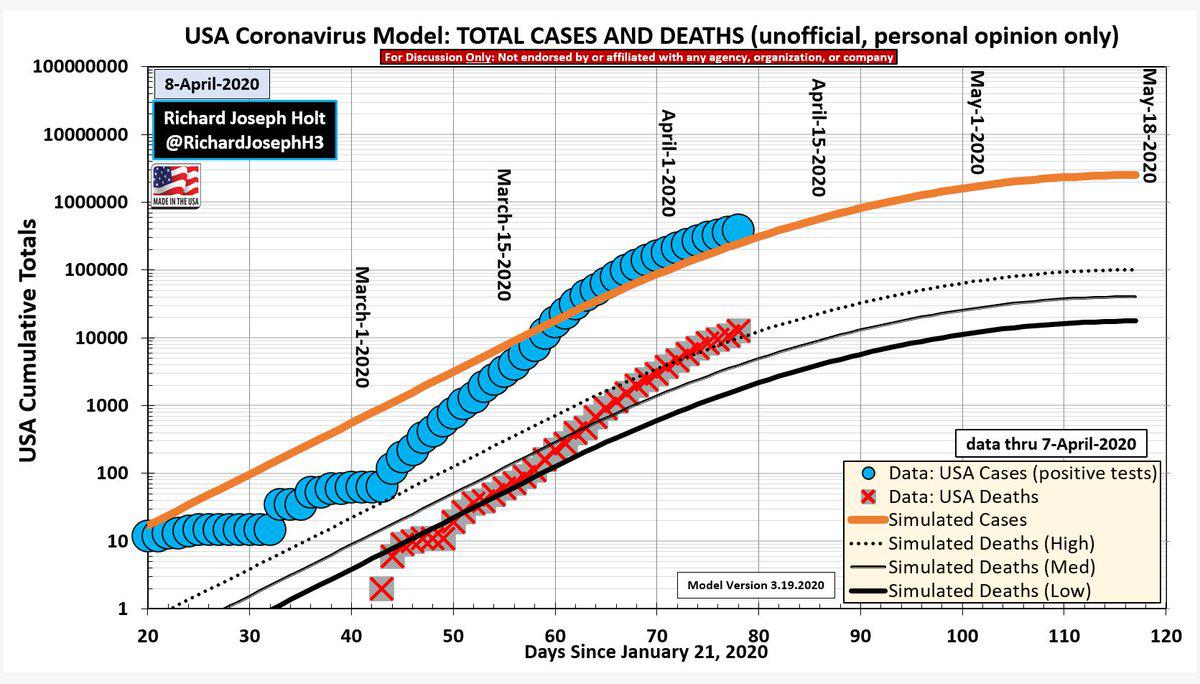 USA Coronavirus Model: TOTAL CASES AND DEATHS (unofficial, personal opinion only)
For Discussion Only: Not endorsed by or affiliated with any agency, organization, or company
8-April-2020
Richard Joseph Holt
@RichardJosephH3
MADE IN THE USA
USA Cumulative Totals
100000000
10000000
1000000
100000
10000
1000
100
10
1
March-1-2020
March-15-2020
April-1-2020
April-15-2020
May-1-2020
May-18-2020
data thru 7-April-2020
Data: USA Cases (positive tests)
Data: USA Deaths
Simulated Cases
Simulated Deaths (High)
Simulated Deaths (Med)
Simulated Deaths (Low)
Model Version 3.19.2020
20 30 40 50 60 70 80 90 100 110 120
Days Since January 21, 2020